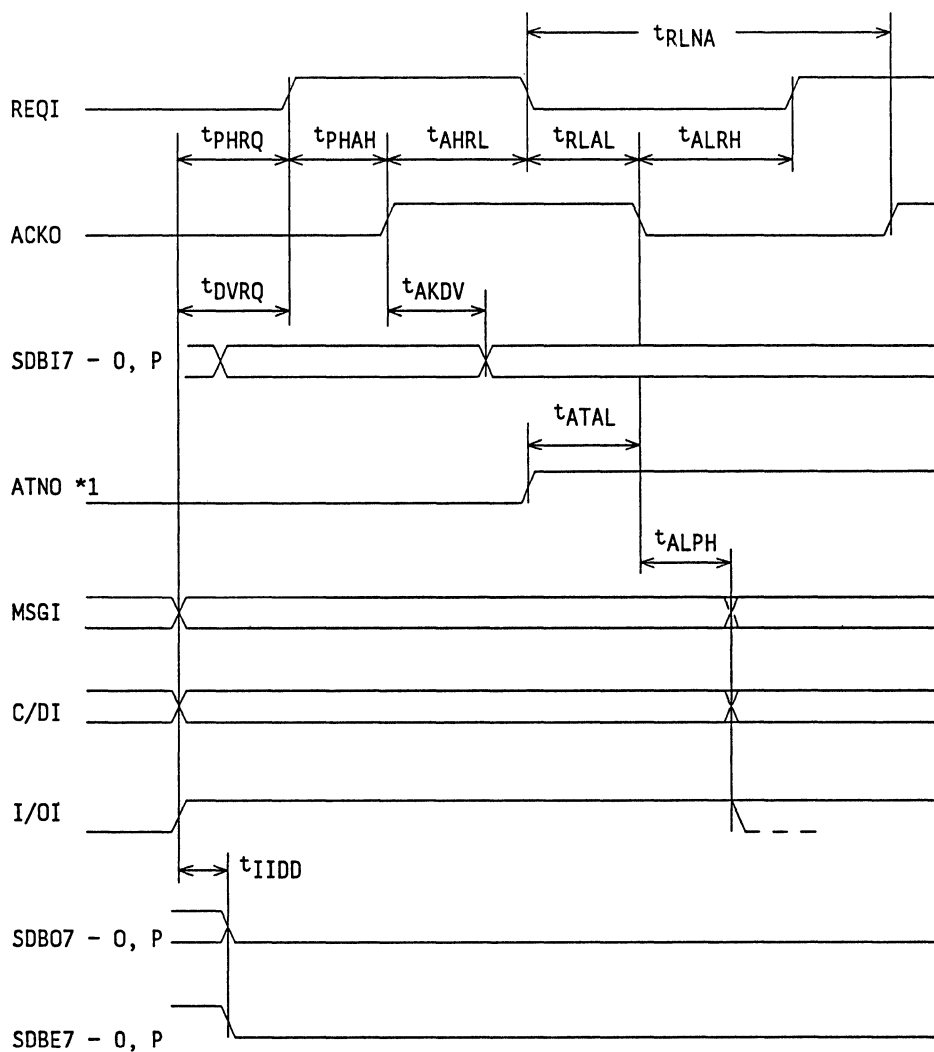 tRLNA
REQI
tPHRQ tPHAH tAHRL tRLAL tALRH
ACKO
tDVRQ tAKDV
SDBI7 – 0, P
tATAL
ATNO *1
tALPH
MSGI
C/DI
I/OI
tIIDD
SDBO7 – 0, P
SDBE7 – 0, P